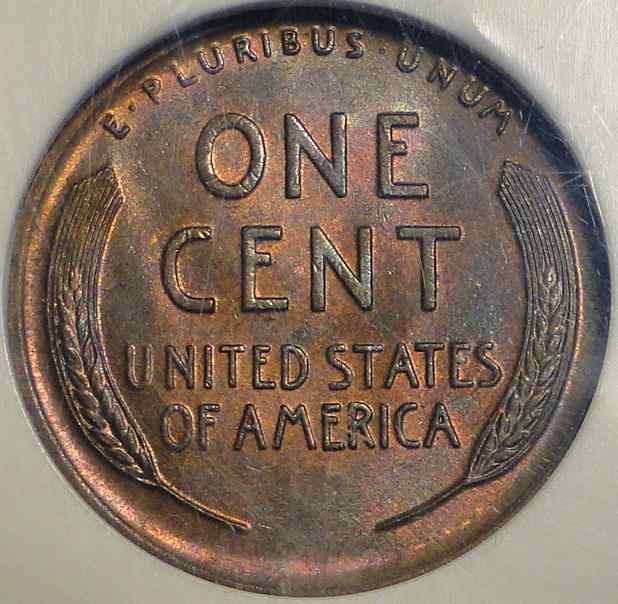 E·PLURIBUS·UNUM
ONE
CENT
UNITED STATES
OF AMERICA